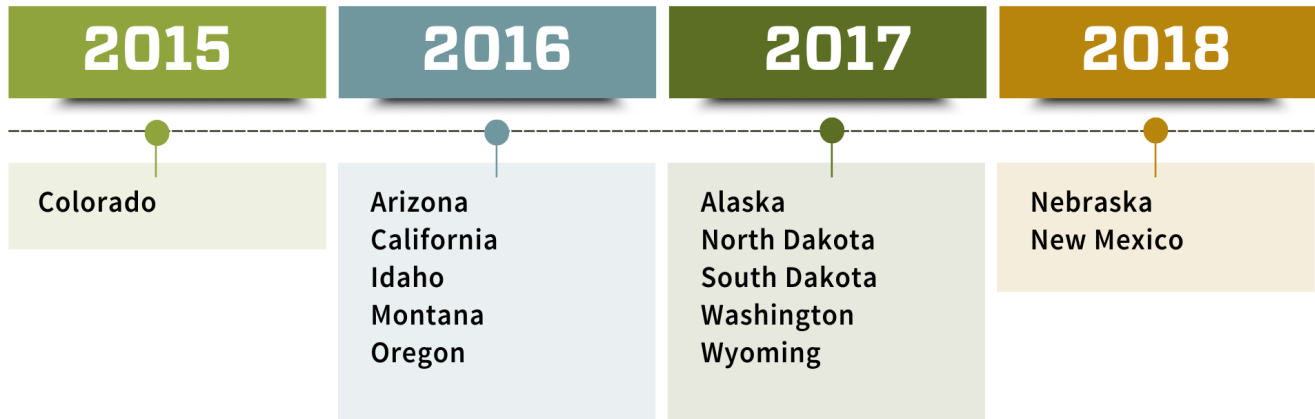 2015
Colorado
2016
Arizona
California
Idaho
Montana
Oregon
2017
Alaska
North Dakota
South Dakota
Washington
Wyoming
2018
Nebraska
New Mexico